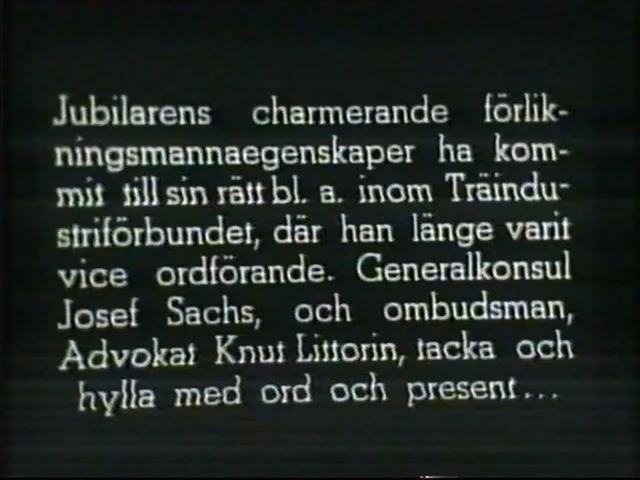 Jubilarens charmerande förlik-
ningsmannaegenskaper ha kom-
mit till sin rätt bl. a. inom Träindu-
striförbundet, där han länge varit
vice ordförande. Generalkonsul
Josef Sachs, och ombudsman,
Advokat Knut Littorin, tacka och
hylla med ord och present...